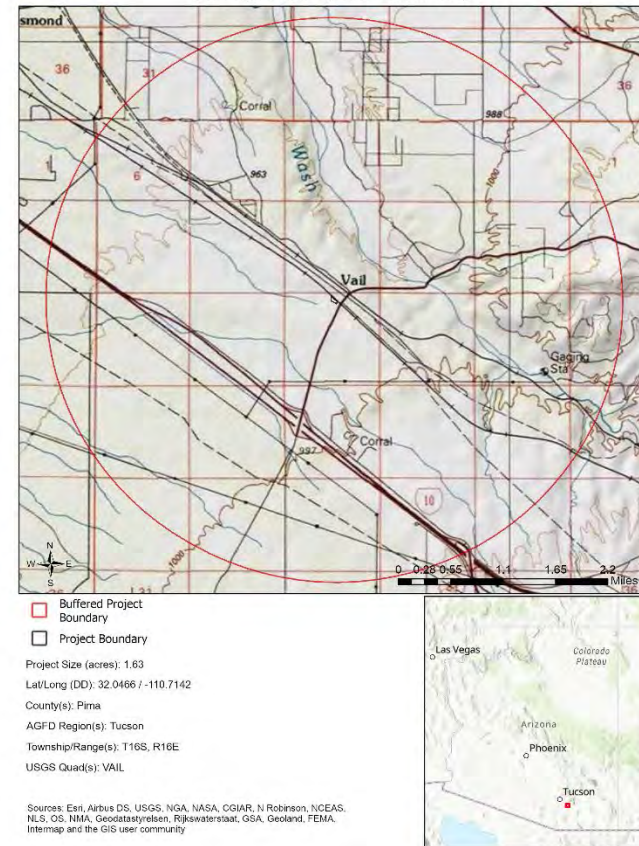 smond
36
31
36
Corral
988
1000
Wash
1
6
963
1
Vail
Gaging
Sta
Corral
997
10
1000
N
W E
S
0 0.28 0.55 1.1 1.65 2.2
Miles
36
Buffered Project
Boundary
Project Boundary
Project Size (acres): 1.63
Lat/Long (DD): 32.0466 / -110.7142
County(s): Pima
AGFD Region(s): Tucson
Township/Range(s): T16S, R16E
USGS Quad(s): VAIL
Sources: Esri, Airbus DS, USGS, NGA, NASA, CGIAR, N Robinson, NCEAS,
NLS, OS, NMA, Geodatastyrelsen, Rijkswaterstaat, GSA, Geoland, FEMA,
Intermap and the GIS user community
Las Vegas
Colorado
Plateau
Arizona
Phoenix
Tucson